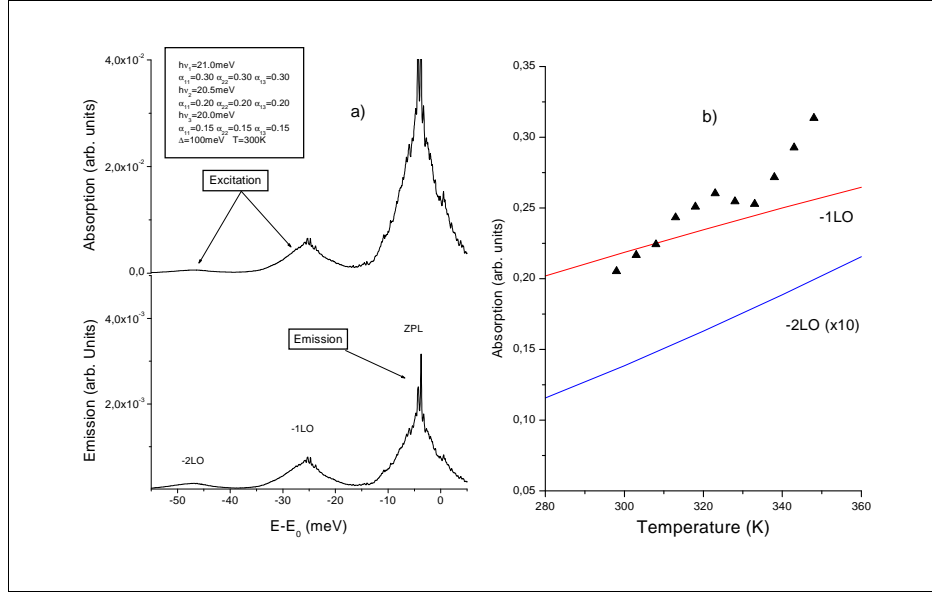 hν₁=21.0meV
α₁₁=0.30 α₂₂=0.30 α₁₃=0.30
hν₂=20.5meV
α₁₁=0.20 α₂₂=0.20 α₁₃=0.20
hν₃=20.0meV
α₁₁=0.15 α₂₂=0.15 α₁₃=0.15
Δ=100meV T=300K
a)
Excitation
4,0x10⁻²
2,0x10⁻²
0,0
Absorption (arb. units)
ZPL
Emission
-1LO
-2LO
4,0x10⁻³
2,0x10⁻³
Emission (arb. Units)
-50 -40 -30 -20 -10 0
E-E₀ (meV)
b)
-1LO
-2LO (x10)
0,35
0,30
0,25
0,20
0,15
0,10
0,05
Absorption (arb. units)
280 300 320 340 360
Temperature (K)